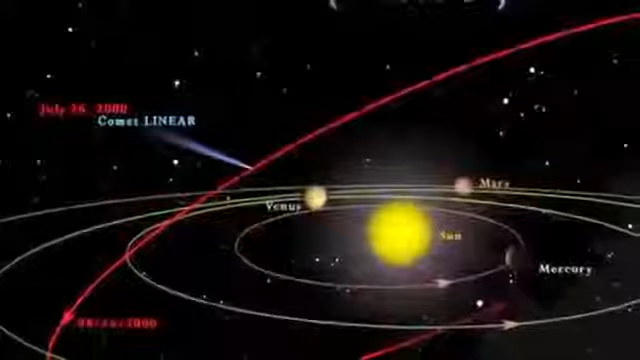 July 26 2000
Comet LINEAR
Mars
Venus
Sun
Mercury